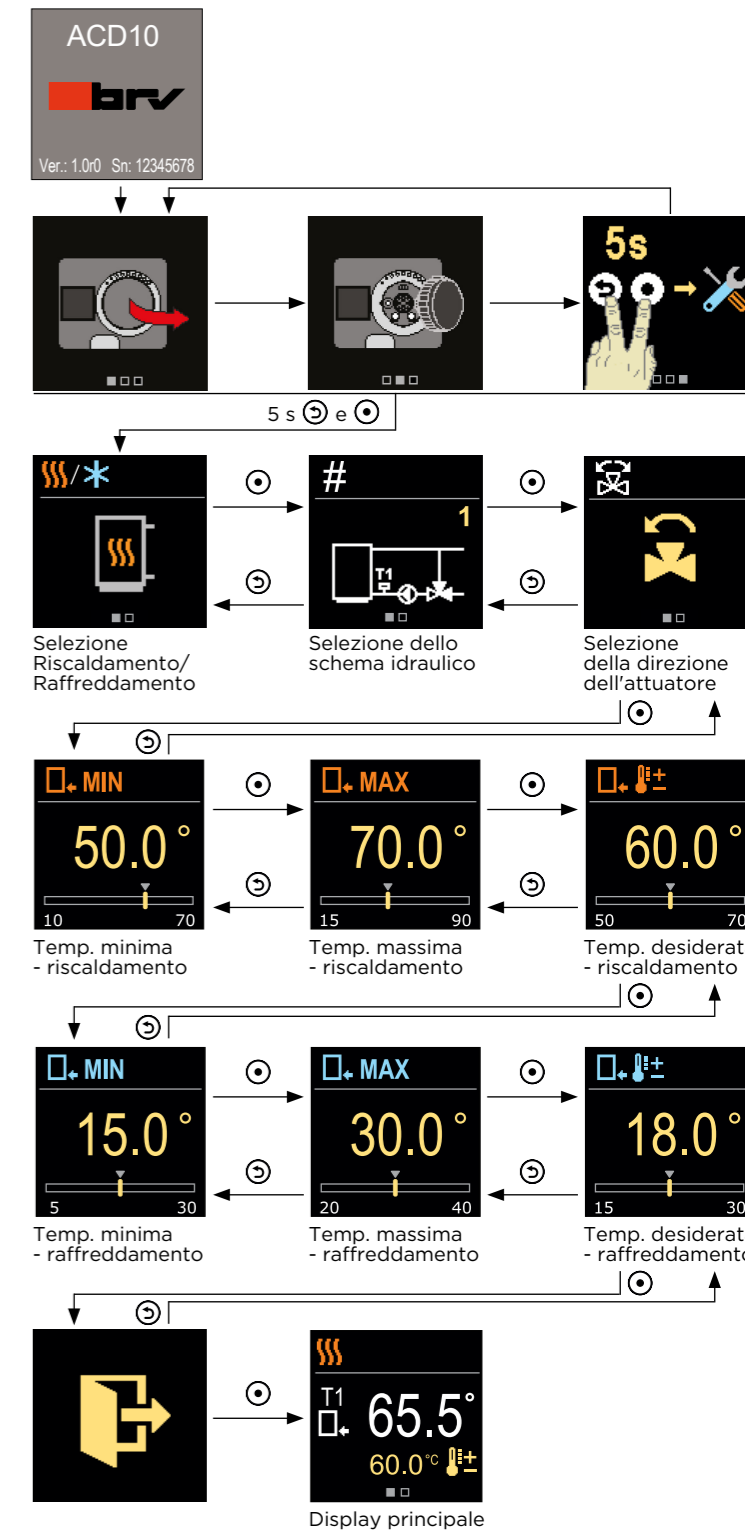 ACD10
brv
Ver.: 1.0r0 Sn: 12345678
5s
5 s e
/
#
1
T1
Selezione
Riscaldamento/
Raffreddamento
Selezione dello
schema idraulico
Selezione
della direzione
dell'attuatore
MIN
50.0°
10 70
MAX
70.0°
15 90
60.0°
50 70
Temp. minima
- riscaldamento
Temp. massima
- riscaldamento
Temp. desiderat
- riscaldamento
MIN
15.0°
5 30
MAX
30.0°
20 40
18.0°
15 30
Temp. minima
- raffreddamento
Temp. massima
- raffreddamento
Temp. desiderat
- raffreddamento
T1
65.5°
60.0°C
Display principale